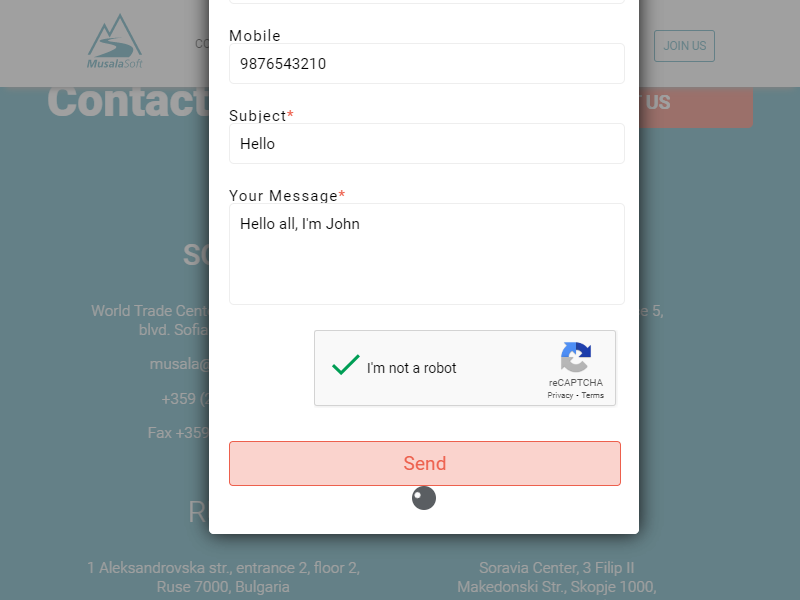 MusalaSoft
CO
JOIN US
Contact
US
Mobile
9876543210
Subject*
Hello
Your Message*
Hello all, I'm John
World Trade Cent
e 5,
blvd. Sofia
musala@
+359 (2
Fax +359
I'm not a robot
reCAPTCHA
Privacy - Terms
Send
R
1 Aleksandrovska str., entrance 2, floor 2,
Ruse 7000, Bulgaria
Soravia Center, 3 Filip II
Makedonski Str., Skopje 1000,